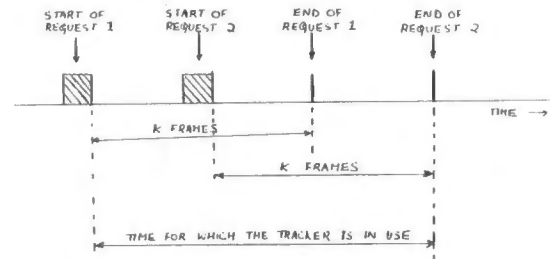 START OF REQUEST 1
START OF REQUEST 2
END OF REQUEST 1
END OF REQUEST 2
TIME →
K FRAMES
K FRAMES
TIME FOR WHICH THE TRACKER IS IN USE